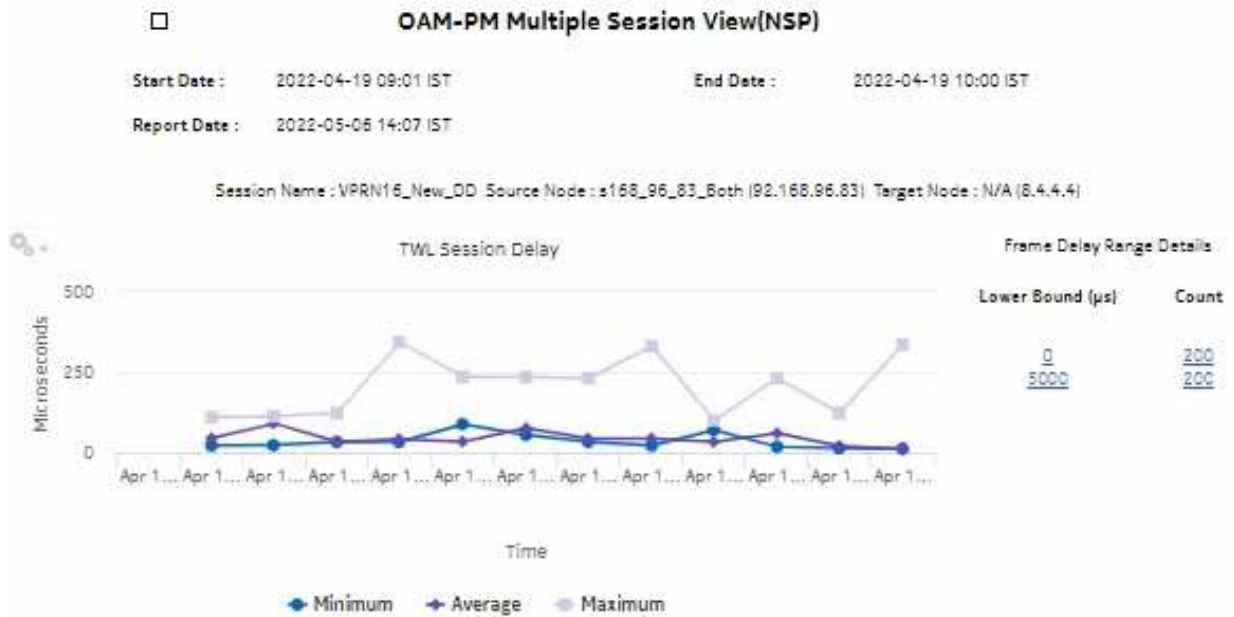 OAM-PM Multiple Session View(NSP)
Start Date : 2022-04-19 09:01 IST End Date : 2022-04-19 10:00 IST
Report Date : 2022-05-06 14:07 IST
Session Name : VPRN16_New_DD Source Node : s168_96_83_Both (92.168.96.83) Target Node : N/A (8.4.4.4)
TWL Session Delay
Frame Delay Range Details
Lower Bound (µs) Count
0 200
5000 200
Microseconds
500
250
0
Apr 1... Apr 1... Apr 1... Apr 1... Apr 1... Apr 1... Apr 1... Apr 1... Apr 1... Apr 1... Apr 1... Apr 1... Apr 1...
Time
Minimum Average Maximum